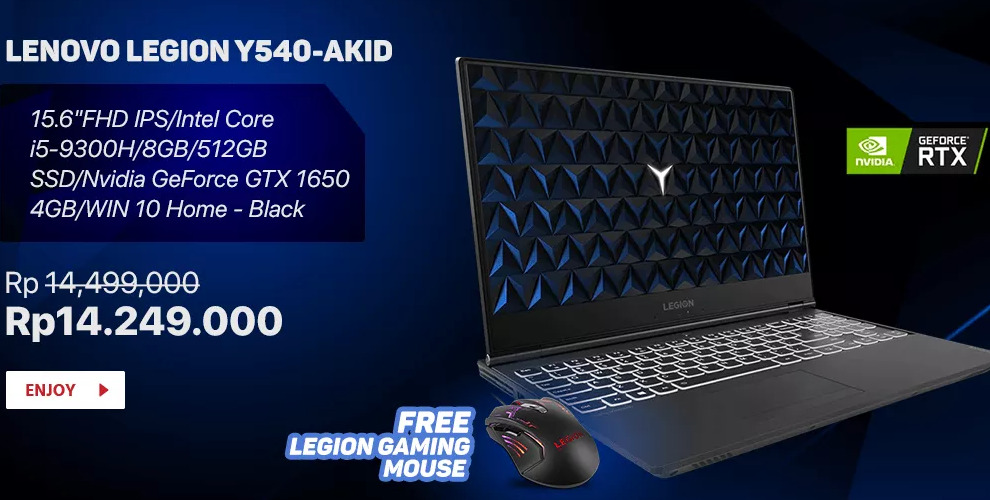 LENOVO LEGION Y540-AKID
15.6"FHD IPS/Intel Core
i5-9300H/8GB/512GB
SSD/Nvidia GeForce GTX 1650
4GB/WIN 10 Home - Black
Rp 14,499,000
Rp14.249.000
ENJOY
FREE
LEGION GAMING
MOUSE
LEGION
LEGION
NVIDIA
GEFORCE
RTX